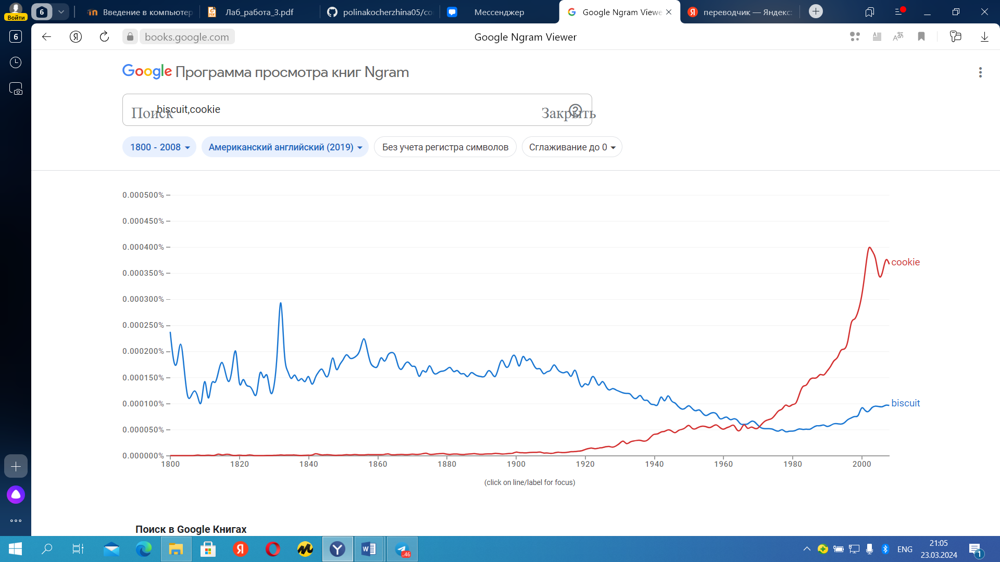 Войти
6
Введение в компьютер
Лаб_работа_3.pdf
polinakocherzhina05/co
Мессенджер
Google Ngram Viewe
переводчик — Яндекс
6
books.google.com
Google Ngram Viewer
Google Программа просмотра книг Ngram
Поиск
biscuit,cookie
Закрыть
1800 - 2008
Американский английский (2019)
Без учета регистра символов
Сглаживание до 0
0.000500%
0.000450%
0.000400%
0.000350%
0.000300%
0.000250%
0.000200%
0.000150%
0.000100%
0.000050%
0.000000%
cookie
biscuit
1800 1820 1840 1860 1880 1900 1920 1940 1960 1980 2000
(click on line/label for focus)
Поиск в Google Книгах
..46
ENG
21:05
23.03.2024
1